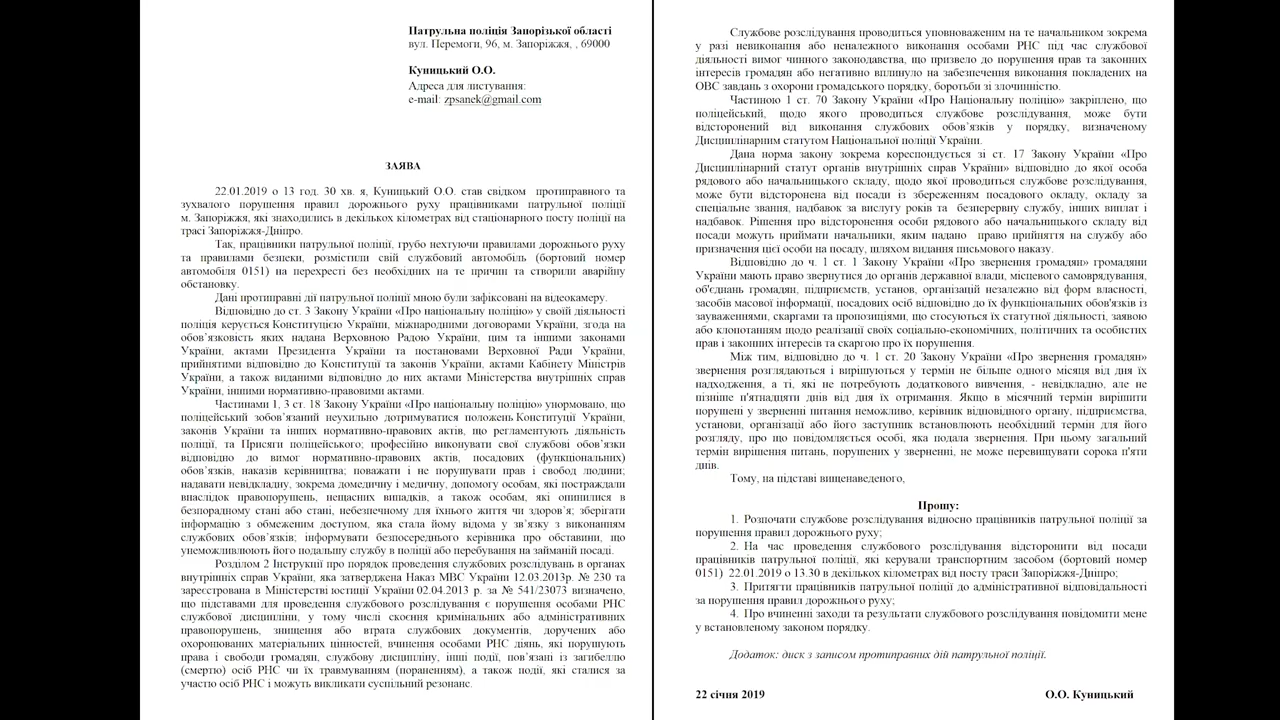 Патрульна поліція Запорізької області
вул. Перемоги, 96, м. Запоріжжя, , 69000
Куницький О.О.
Адреса для листування:
e-mail: zpsanek@gmail.com
ЗАЯВА
22.01.2019 о 13 год. 30 хв. я, Куницький О.О. став свідком протиправного та
зухвалого порушення правил дорожнього руху працівниками патрульної поліції
м. Запоріжжя, які знаходились в декількох кілометрах від стаціонарного посту поліції на
трасі Запоріжжя-Дніпро.
Так, працівники патрульної поліції, грубо нехтуючи правилами дорожнього руху
та правилами безпеки, розмістили свій службовий автомобіль (бортовий номер
автомобіля 0151) на перехресті без необхідних на те причин та створили аварійну
обстановку.
Дані протиправні дії патрульної поліції мною були зафіксовані на відеокамеру.
Відповідно до ст. 3 Закону України «Про національну поліцію» у своїй діяльності
поліція керується Конституцією України, міжнародними договорами України, згода на
обов’язковість яких надана Верховною Радою України, цим та іншими законами
України, актами Президента України та постановами Верховної Ради України,
прийнятими відповідно до Конституції та законів України, актами Кабінету Міністрів
України, а також виданими відповідно до них актами Міністерства внутрішніх справ
України, іншими нормативно-правовими актами.
Частинами 1, 3 ст. 18 Закону України «Про національну поліцію» унормовано, що
поліцейський зобов’язаний неухильно дотримуватися положень Конституції України,
законів України та інших нормативно-правових актів, що регламентують діяльність
поліції, та Присяги поліцейського; професійно виконувати свої службові обов’язки
відповідно до вимог нормативно-правових актів, посадових (функціональних)
обов’язків, наказів керівництва; поважати і не порушувати прав і свобод людини;
надавати невідкладну, зокрема домедичну і медичну, допомогу особам, які постраждали
внаслідок правопорушень, нещасних випадків, а також особам, які опинилися в
безпорадному стані або стані, небезпечному для їхнього життя чи здоров’я; зберігати
інформацію з обмеженим доступом, яка стала йому відома у зв’язку з виконанням
службових обов’язків; інформувати безпосереднього керівника про обставини, що
унеможливлюють його подальшу службу в поліції або перебування на займаній посаді.
Розділом 2 Інструкції про порядок проведення службових розслідувань в органах
внутрішніх справ України, яка затверджена Наказ МВС України 12.03.2013р. № 230 та
зареєстрована в Міністерстві юстиції України 02.04.2013 р. за № 541/23073 визначено,
що підставами для проведення службового розслідування є порушення особами РНС
службової дисципліни, у тому числі скоєння кримінальних або адміністративних
правопорушень, знищення або втрата службових документів, доручених або
охоронюваних матеріальних цінностей, вчинення особами РНС діянь, які порушують
права і свободи громадян, службову дисципліну, інші події, пов’язані із загибеллю
(смертю) осіб РНС чи їх травмуванням (пораненням), а також події, які сталися за
участю осіб РНС і можуть викликати суспільний резонанс.
Службове розслідування проводиться уповноваженим на те начальником зокрема
у разі невиконання або неналежного виконання особами РНС під час службової
діяльності вимог чинного законодавства, що призвело до порушення прав та законних
інтересів громадян або негативно вплинуло на забезпечення виконання покладених на
ОВС завдань з охорони громадського порядку, боротьби зі злочинністю.
Частиною 1 ст. 70 Закону України «Про Національну поліцію» закріплено, що
поліцейський, щодо якого проводиться службове розслідування, може бути
відсторонений від виконання службових обов’язків у порядку, визначеному
Дисциплінарним статутом Національної поліції України.
Дана норма закону зокрема кореспондується зі ст. 17 Закону України «Про
Дисциплінарний статут органів внутрішніх справ України» відповідно до якої особа
рядового або начальницького складу, щодо якої проводиться службове розслідування,
може бути відсторонена від посади із збереженням посадового окладу, окладу за
спеціальне звання, надбавок за вислугу років та безперервну службу, інших виплат і
надбавок. Рішення про відсторонення особи рядового або начальницького складу від
посади можуть приймати начальники, яким надано право прийняття на службу або
призначення цієї особи на посаду, шляхом видання письмового наказу.
Відповідно до ч. 1 ст. 1 Закону України «Про звернення громадян» громадяни
України мають право звернутися до органів державної влади, місцевого самоврядування,
об'єднань громадян, підприємств, установ, організацій незалежно від форм власності,
засобів масової інформації, посадових осіб відповідно до їх функціональних обов'язків із
зауваженнями, скаргами та пропозиціями, що стосуються їх статутної діяльності, заявою
або клопотанням щодо реалізації своїх соціально-економічних, політичних та особистих
прав і законних інтересів та скаргою про їх порушення.
Між тим, відповідно до ч. 1 ст. 20 Закону України «Про звернення громадян»
звернення розглядаються і вирішуються у термін не більше одного місяця від дня їх
надходження, а ті, які не потребують додаткового вивчення, - невідкладно, але не
пізніше п'ятнадцяти днів від дня їх отримання. Якщо в місячний термін вирішити
порушені у зверненні питання неможливо, керівник відповідного органу, підприємства,
установи, організації або його заступник встановлюють необхідний термін для його
розгляду, про що повідомляється особі, яка подала звернення. При цьому загальний
термін вирішення питань, порушених у зверненні, не може перевищувати сорока п'яти
днів.
Тому, на підставі вищенаведеного,
Прошу:
1. Розпочати службове розслідування відносно працівників патрульної поліції за
порушення правил дорожнього руху;
2. На час проведення службового розслідування відсторонити від посади
працівників патрульної поліції, які керували транспортним засобом (бортовий номер
0151) 22.01.2019 о 13.30 в декількох кілометрах від посту траси Запоріжжя-Дніпро;
3. Притягти працівників патрульної поліції до адміністративної відповідальності
за порушення правил дорожнього руху;
4. Про вчиненні заходи та результати службового розслідування повідомити мене
у встановленому законом порядку.
Додаток: диск з записом протиправних дій патрульної поліції.
22 січня 2019 О.О. Куницький